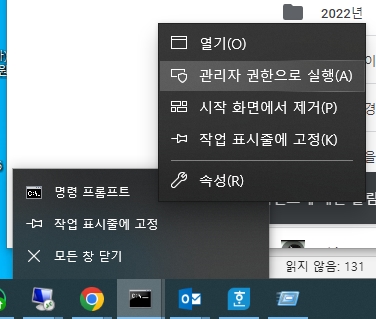 2022년
열기(O)
관리자 권한으로 실행(A)
시작 화면에서 제거(P)
작업 표시줄에 고정(K)
속성(R)
명령 프롬프트
작업 표시줄에 고정
모든 창 닫기
읽지 않음: 131